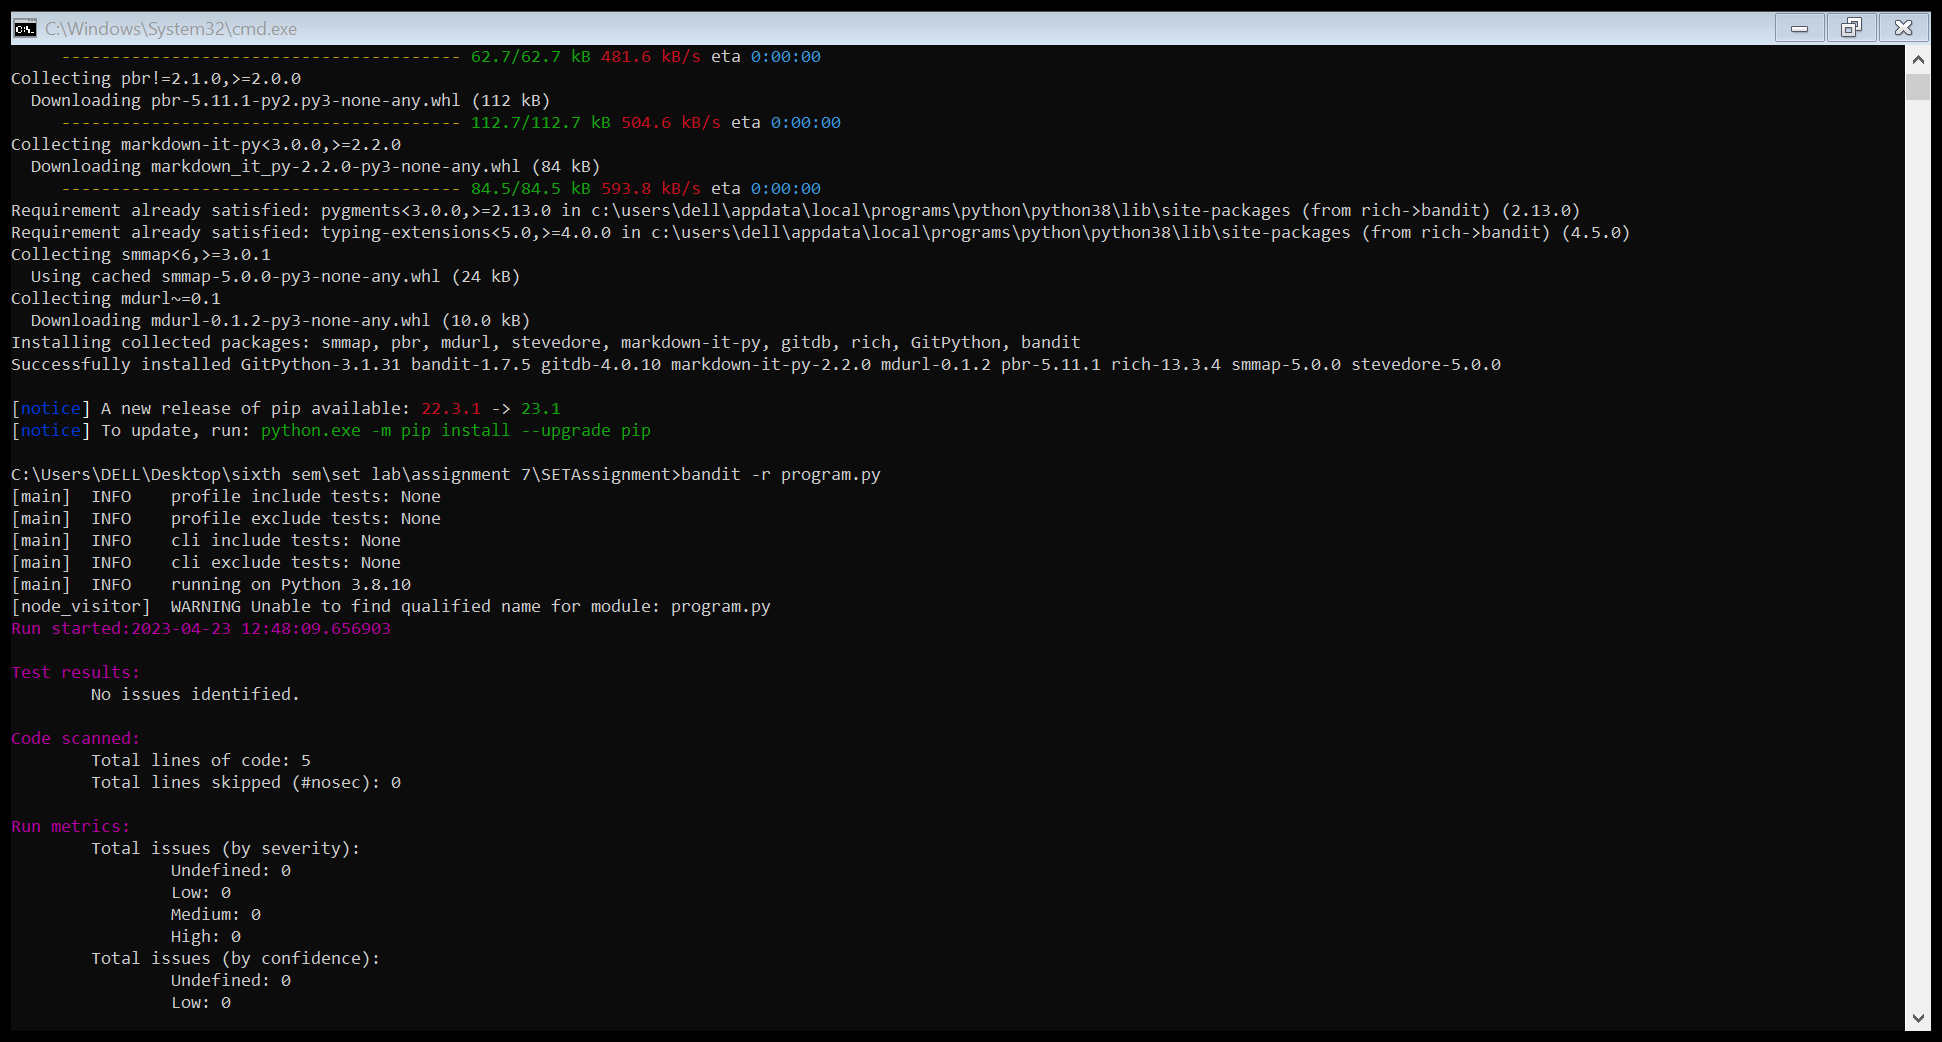 C:\Windows\System32\cmd.exe
---------------------------------------- 62.7/62.7 kB 481.6 kB/s eta 0:00:00
Collecting pbr!=2.1.0,>=2.0.0
  Downloading pbr-5.11.1-py2.py3-none-any.whl (112 kB)
     ---------------------------------------- 112.7/112.7 kB 504.6 kB/s eta 0:00:00
Collecting markdown-it-py<3.0.0,>=2.2.0
  Downloading markdown_it_py-2.2.0-py3-none-any.whl (84 kB)
     ---------------------------------------- 84.5/84.5 kB 593.8 kB/s eta 0:00:00
Requirement already satisfied: pygments<3.0.0,>=2.13.0 in c:\users\dell\appdata\local\programs\python\python38\lib\site-packages (from rich->bandit) (2.13.0)
Requirement already satisfied: typing-extensions<5.0,>=4.0.0 in c:\users\dell\appdata\local\programs\python\python38\lib\site-packages (from rich->bandit) (4.5.0)
Collecting smmap<6,>=3.0.1
  Using cached smmap-5.0.0-py3-none-any.whl (24 kB)
Collecting mdurl~=0.1
  Downloading mdurl-0.1.2-py3-none-any.whl (10.0 kB)
Installing collected packages: smmap, pbr, mdurl, stevedore, markdown-it-py, gitdb, rich, GitPython, bandit
Successfully installed GitPython-3.1.31 bandit-1.7.5 gitdb-4.0.10 markdown-it-py-2.2.0 mdurl-0.1.2 pbr-5.11.1 rich-13.3.4 smmap-5.0.0 stevedore-5.0.0
[notice] A new release of pip available: 22.3.1 -> 23.1
[notice] To update, run: python.exe -m pip install --upgrade pip
C:\Users\DELL\Desktop\sixth sem\set lab\assignment 7\SETAssignment>bandit -r program.py
[main]  INFO    profile include tests: None
[main]  INFO    profile exclude tests: None
[main]  INFO    cli include tests: None
[main]  INFO    cli exclude tests: None
[main]  INFO    running on Python 3.8.10
[node_visitor]  WARNING Unable to find qualified name for module: program.py
Run started:2023-04-23 12:48:09.656903
Test results:
        No issues identified.
Code scanned:
        Total lines of code: 5
        Total lines skipped (#nosec): 0
Run metrics:
        Total issues (by severity):
                Undefined: 0
                Low: 0
                Medium: 0
                High: 0
        Total issues (by confidence):
                Undefined: 0
                Low: 0